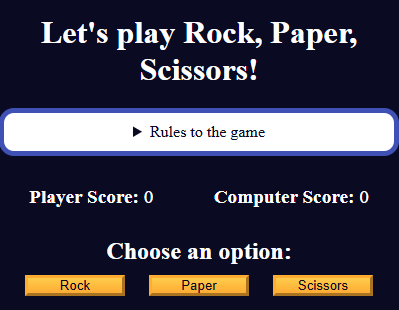 Let's play Rock, Paper,
Scissors!
Rules to the game
Player Score: 0 Computer Score: 0
Choose an option:
Rock Paper Scissors